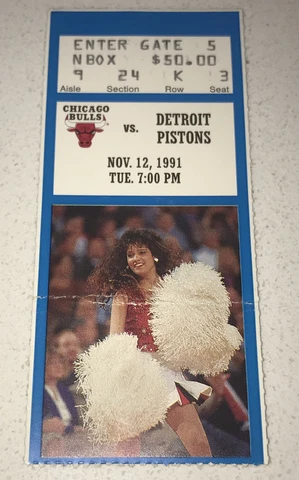 ENTER GATE 5
NBOX $50.00
9 24 K 3
Aisle Section Row Seat
CHICAGO
BULLS
vs.
DETROIT
PISTONS
NOV. 12, 1991
TUE. 7:00 PM